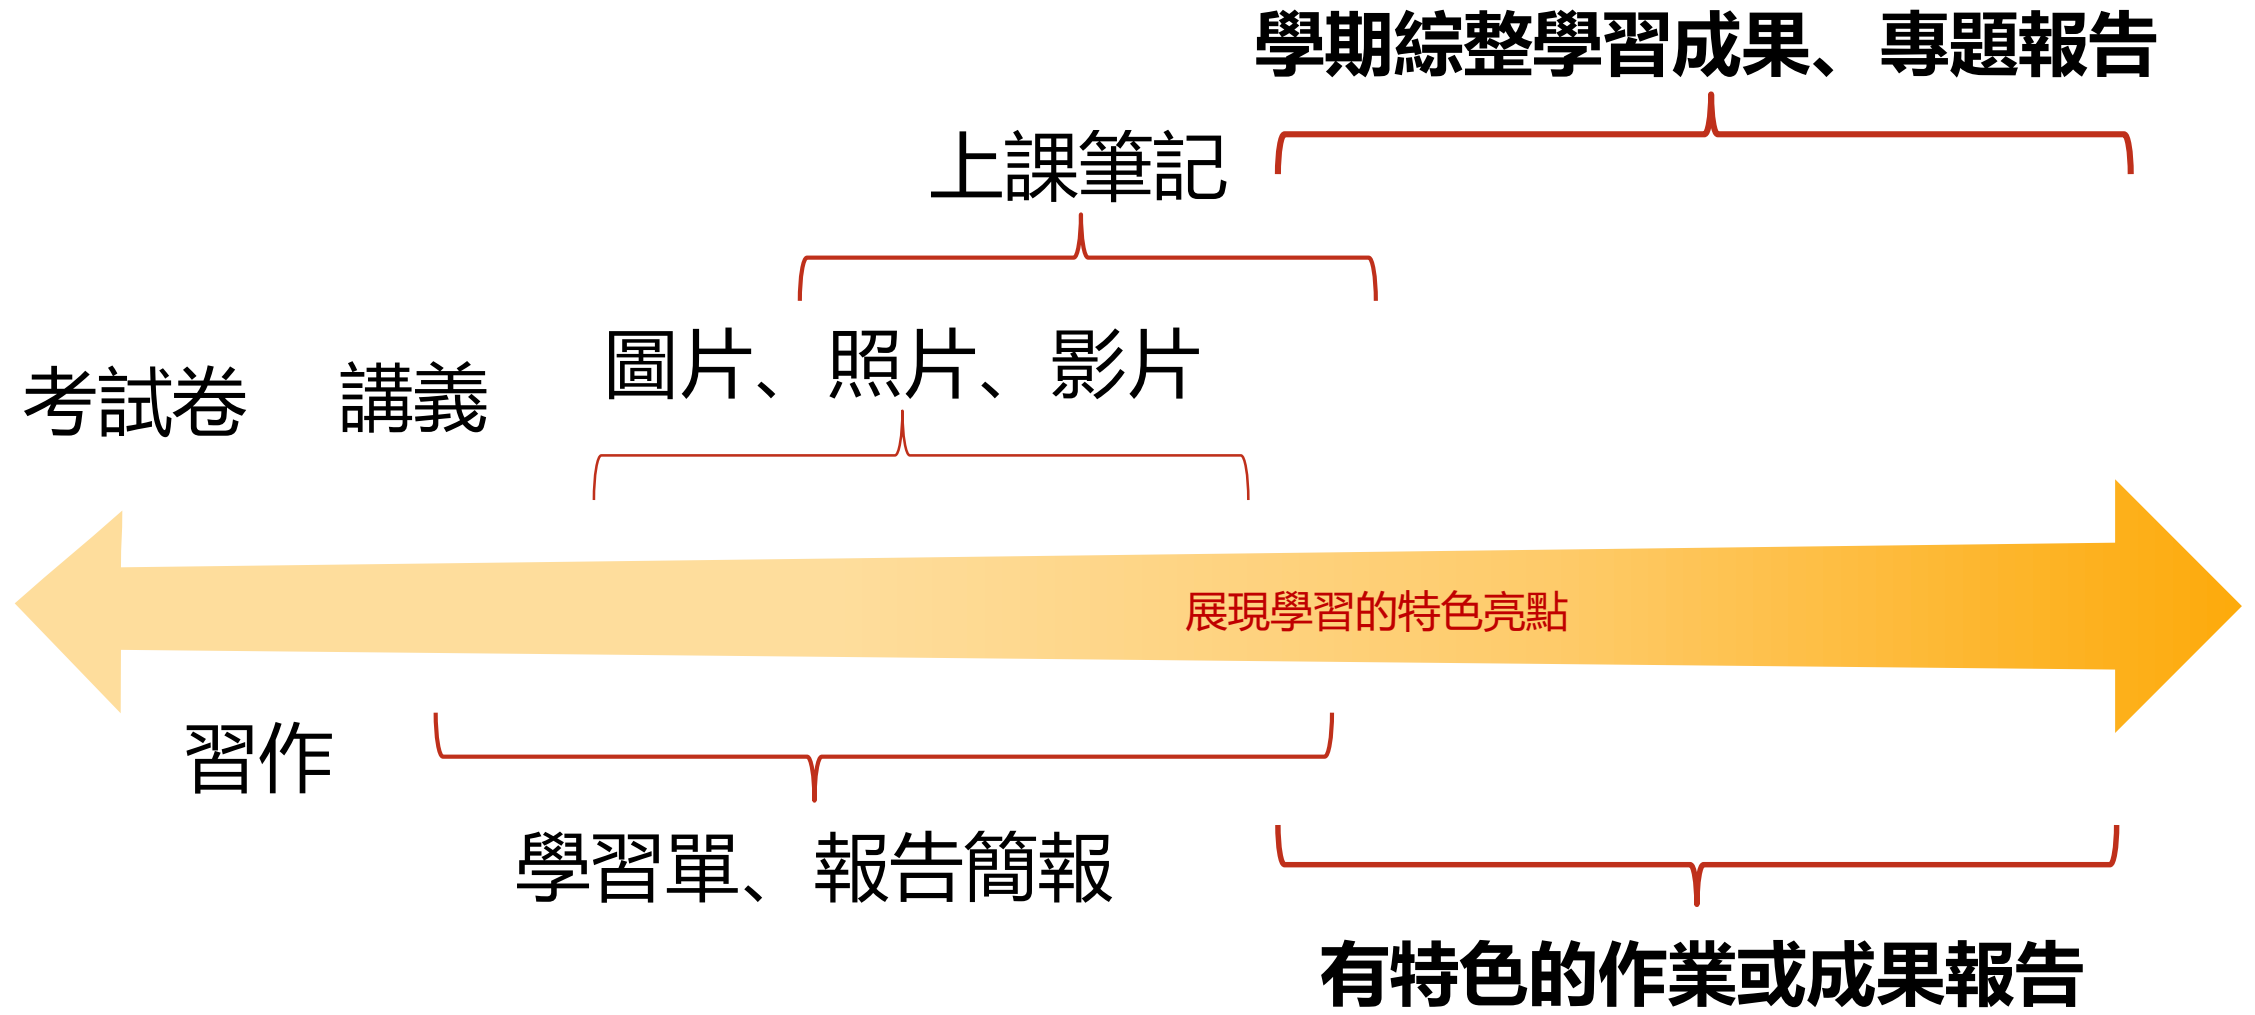 學期綜整學習成果、專題報告
上課筆記
考試卷
講義
圖片、照片、影片
展現學習的特色亮點
習作
學習單、報告簡報
有特色的作業或成果報告